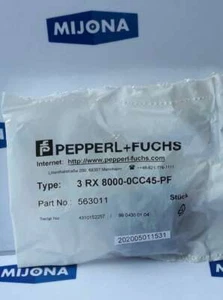 MIJONA
PEPPERL+FUCHS
Internet: http://www.pepperl-fuchs.com
Type: 3 RX 8000-0CC45-PF
Part No : 563011
Stück
202005011531
MIJONA